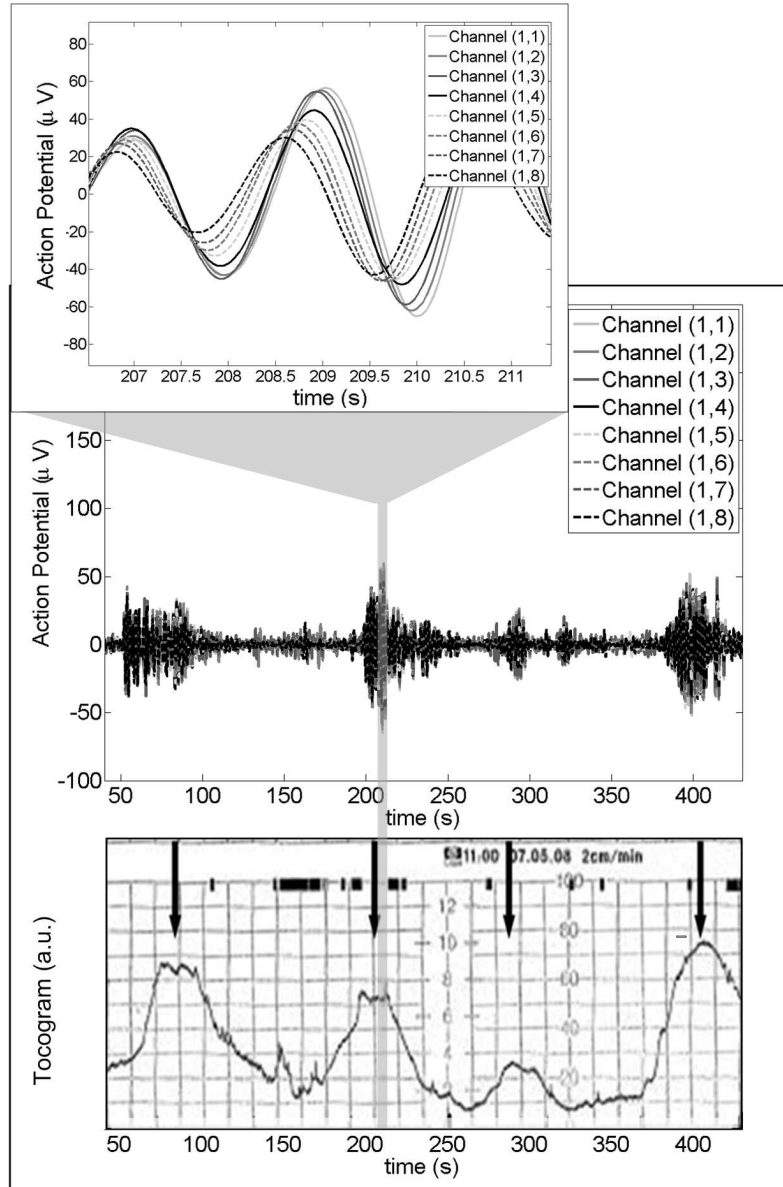 80
60
40
20
0
-20
-40
-60
-80
Action Potential (μ V)
Channel (1,1)
Channel (1,2)
Channel (1,3)
Channel (1,4)
Channel (1,5)
Channel (1,6)
Channel (1,7)
Channel (1,8)
207 207.5 208 208.5 209 209.5 210 210.5 211
time (s)
Channel (1,1)
Channel (1,2)
Channel (1,3)
Channel (1,4)
Channel (1,5)
Channel (1,6)
Channel (1,7)
Channel (1,8)
150
100
50
0
-50
-100
Action Potential (μ V)
50 100 150 200 250 300 350 400
time (s)
11:00 07.05.08 2cm/min
12 100
10 80
8 60
6 40
4 20
2
Tocogram (a.u.)
50 100 150 200 250 300 350 400
time (s)